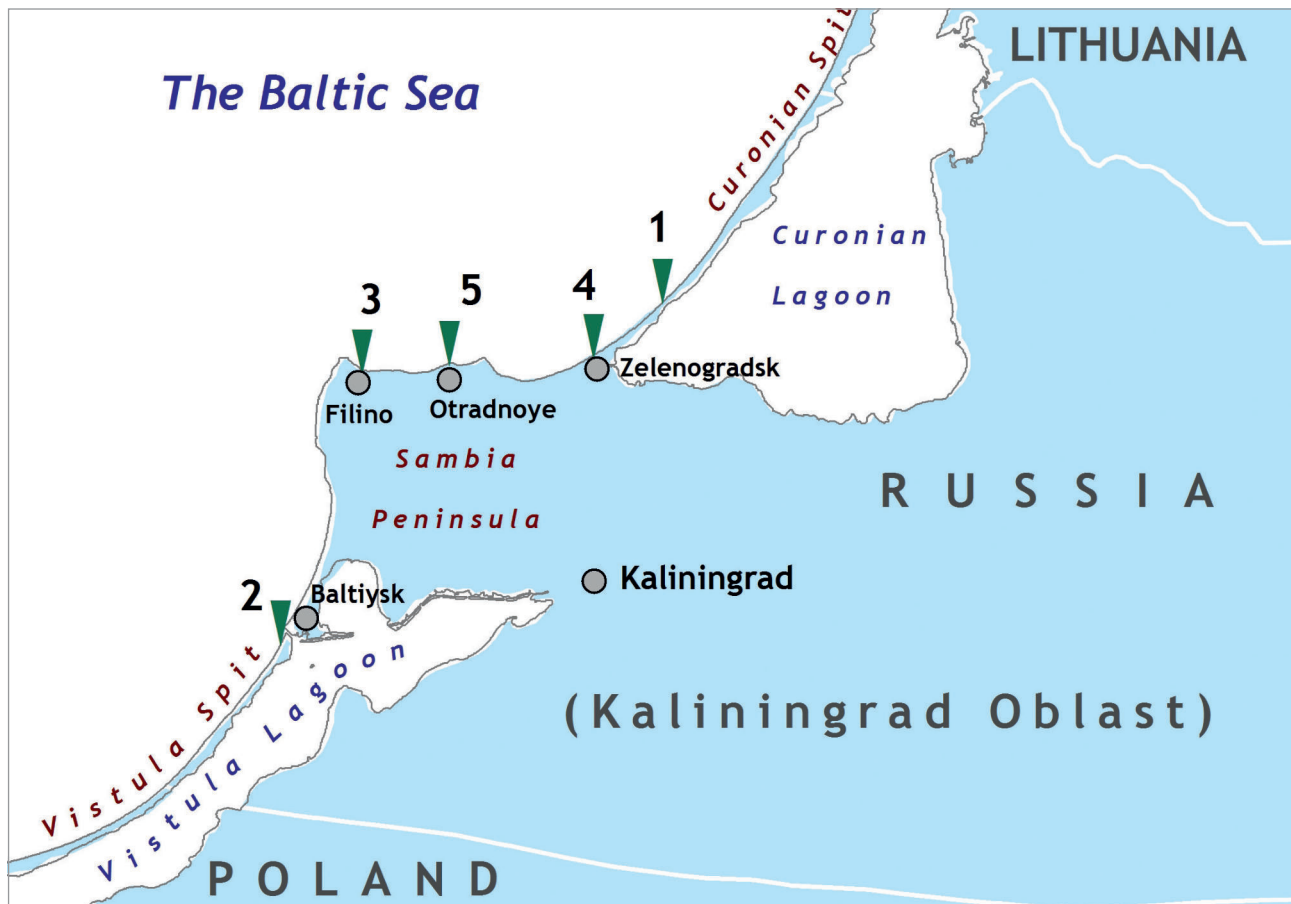 LITHUANIA
The Baltic Sea
Curonian Spit
Curonian
Lagoon
1
3
5
4
Zelenogradsk
Filino
Otradnoye
Sambia
Peninsula
RUSSIA
Kaliningrad
2
Baltiysk
Vistula Spit
Vistula Lagoon
(Kaliningrad Oblast)
POLAND